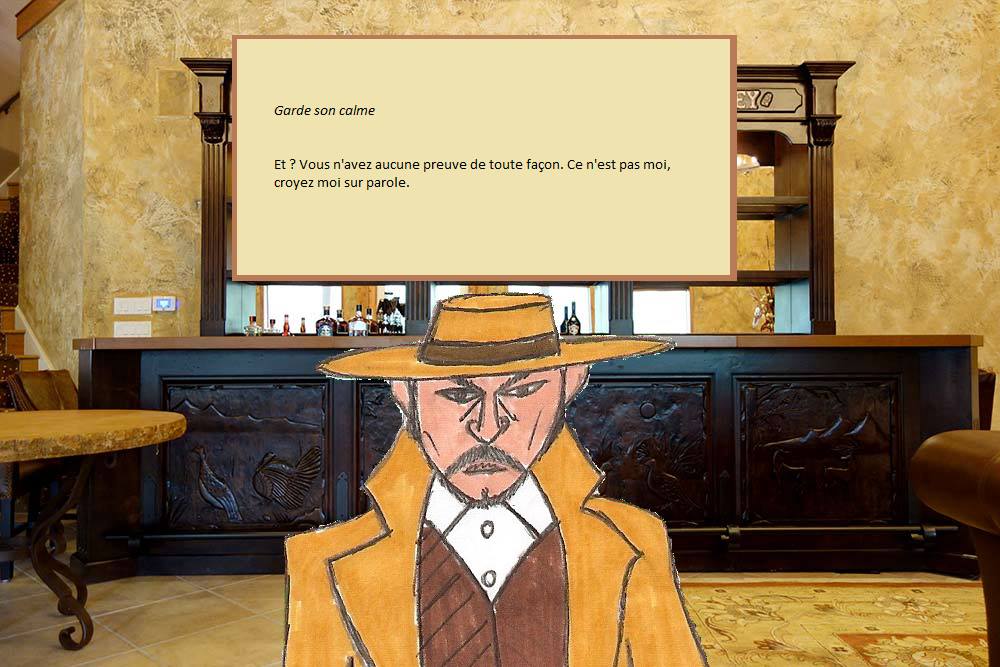 Garde son calme
Et ? Vous n'avez aucune preuve de toute façon. Ce n'est pas moi,
croyez moi sur parole.